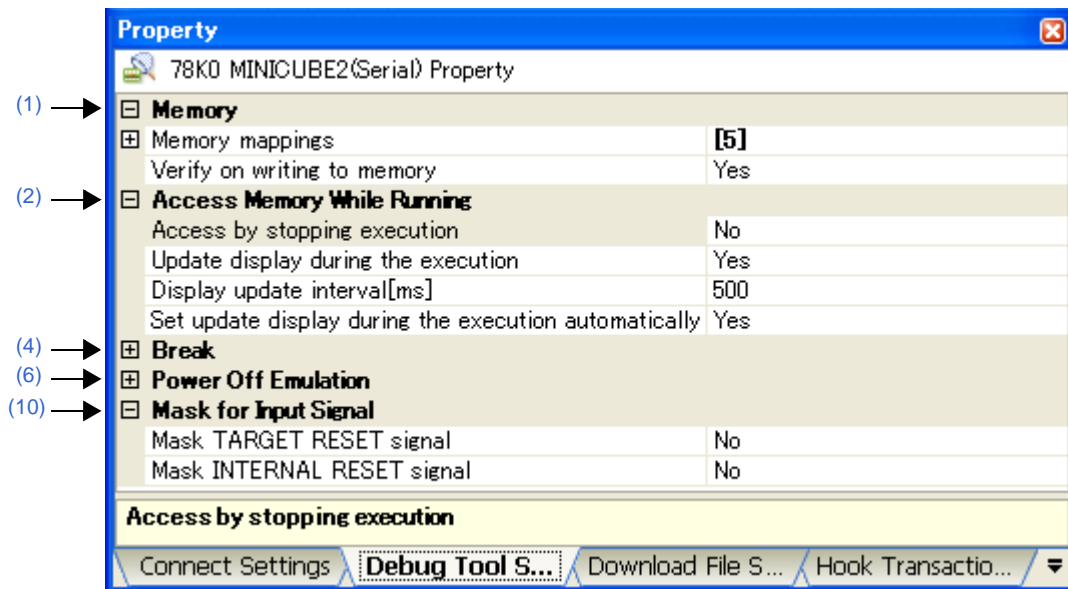 Property
78K0 MINICUBE2(Serial) Property
(1) Memory
Memory mappings [5]
Verify on writing to memory Yes
(2) Access Memory While Running
Access by stopping execution No
Update display during the execution Yes
Display update interval[ms] 500
Set update display during the execution automatically Yes
(4) Break
(6) Power Off Emulation
(10) Mask for Input Signal
Mask TARGET RESET signal No
Mask INTERNAL RESET signal No
Access by stopping execution
Connect Settings Debug Tool S... Download File S... Hook Transactio...